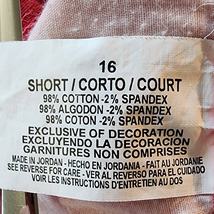 16
SHORT / CORTO / COURT
98% COTTON -2% SPANDEX
98% ALGODON -2% SPANDEX
98% COTON -2% SPANDEX
EXCLUSIVE OF DECORATION
EXCLUYENDO LA DECORACION
GARNITURES NON COMPRISES
MADE IN JORDAN - HECHO EN JORDANIA - FAIT AU JORDANIE
SEE REVERSE FOR CARE - VER AL REVERSO PARA EL CUIDADO
VOIR LES INSTRUCTIONS D'ENTRETIEN AU DOS